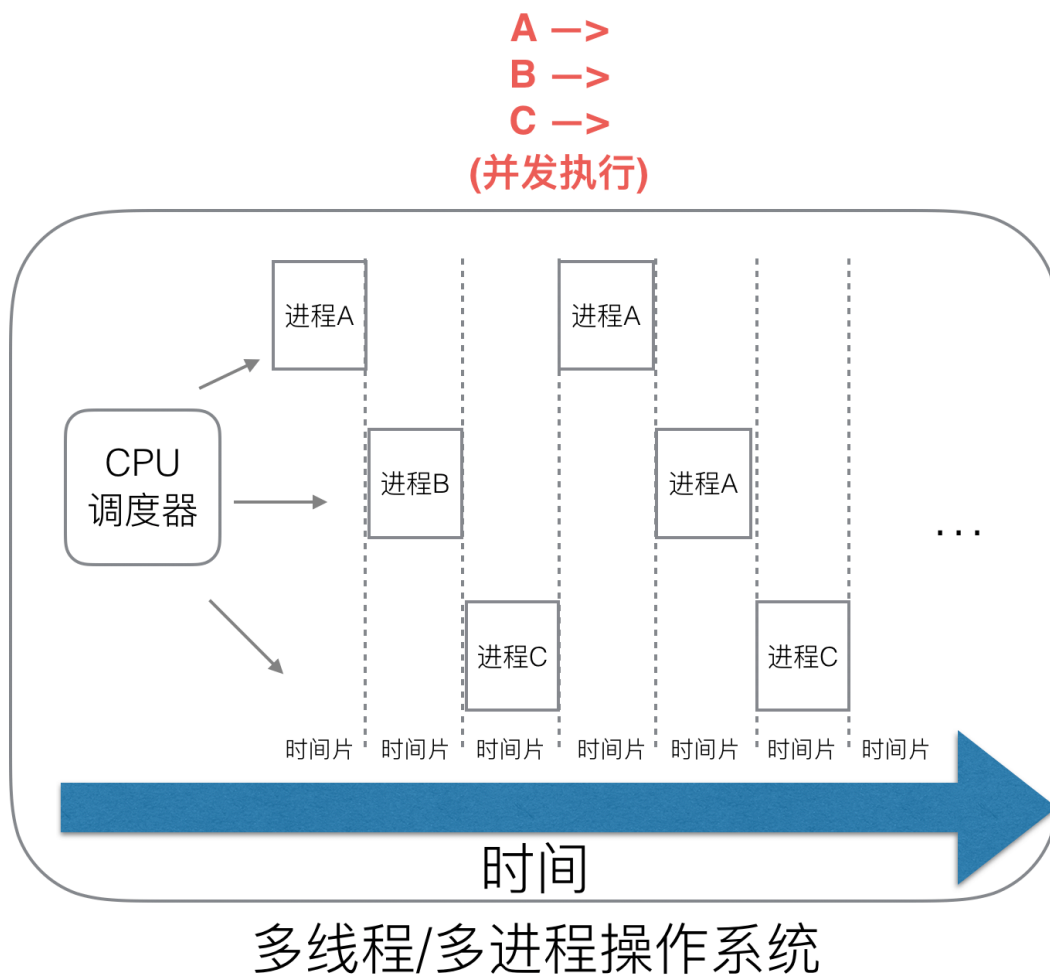 A —>
B —>
C —>
(并发执行)
进程A
进程A
CPU
调度器
进程B
进程A
...
进程C
进程C
时间片
时间片
时间片
时间片
时间片
时间片
时间片
时间
多线程/多进程操作系统